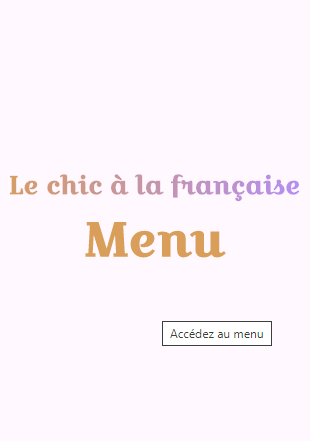 Le chic à la française
Menu
Accédez au menu